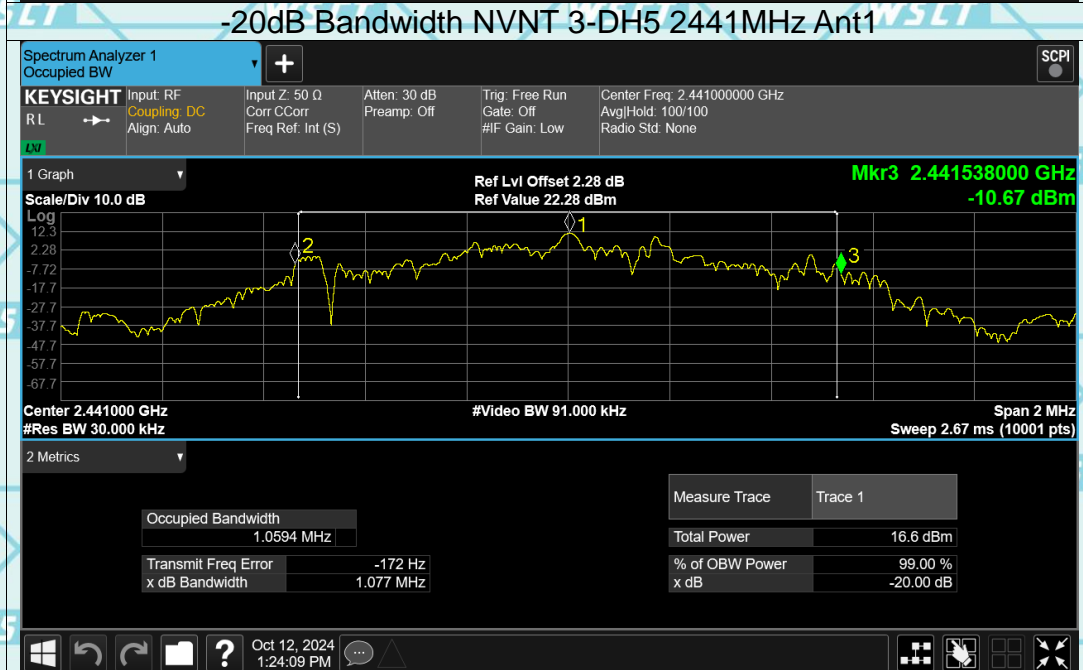 -20dB Bandwidth NVNT 3-DH5 2441MHz Ant1
Spectrum Analyzer 1
Occupied BW
+
SCPI
KEYSIGHT
RL
LXI
Input: RF
Coupling: DC
Align: Auto
Input Z: 50 Ω
Corr CCorr
Freq Ref: Int (S)
Atten: 30 dB
Preamp: Off
Trig: Free Run
Gate: Off
#IF Gain: Low
Center Freq: 2.441000000 GHz
Avg|Hold: 100/100
Radio Std: None
1 Graph
Scale/Div 10.0 dB
Ref Lvl Offset 2.28 dB
Ref Value 22.28 dBm
Mkr3 2.441538000 GHz
-10.67 dBm
Log
12.3
2.28
-7.72
-17.7
-27.7
-37.7
-47.7
-57.7
-67.7
1
2
3
Center 2.441000 GHz
#Res BW 30.000 kHz
#Video BW 91.000 kHz
Span 2 MHz
Sweep 2.67 ms (10001 pts)
2 Metrics
Occupied Bandwidth
1.0594 MHz
Transmit Freq Error -172 Hz
x dB Bandwidth 1.077 MHz
Measure Trace Trace 1
Total Power 16.6 dBm
% of OBW Power 99.00 %
x dB -20.00 dB
?
Oct 12, 2024
1:24:09 PM
WSLT